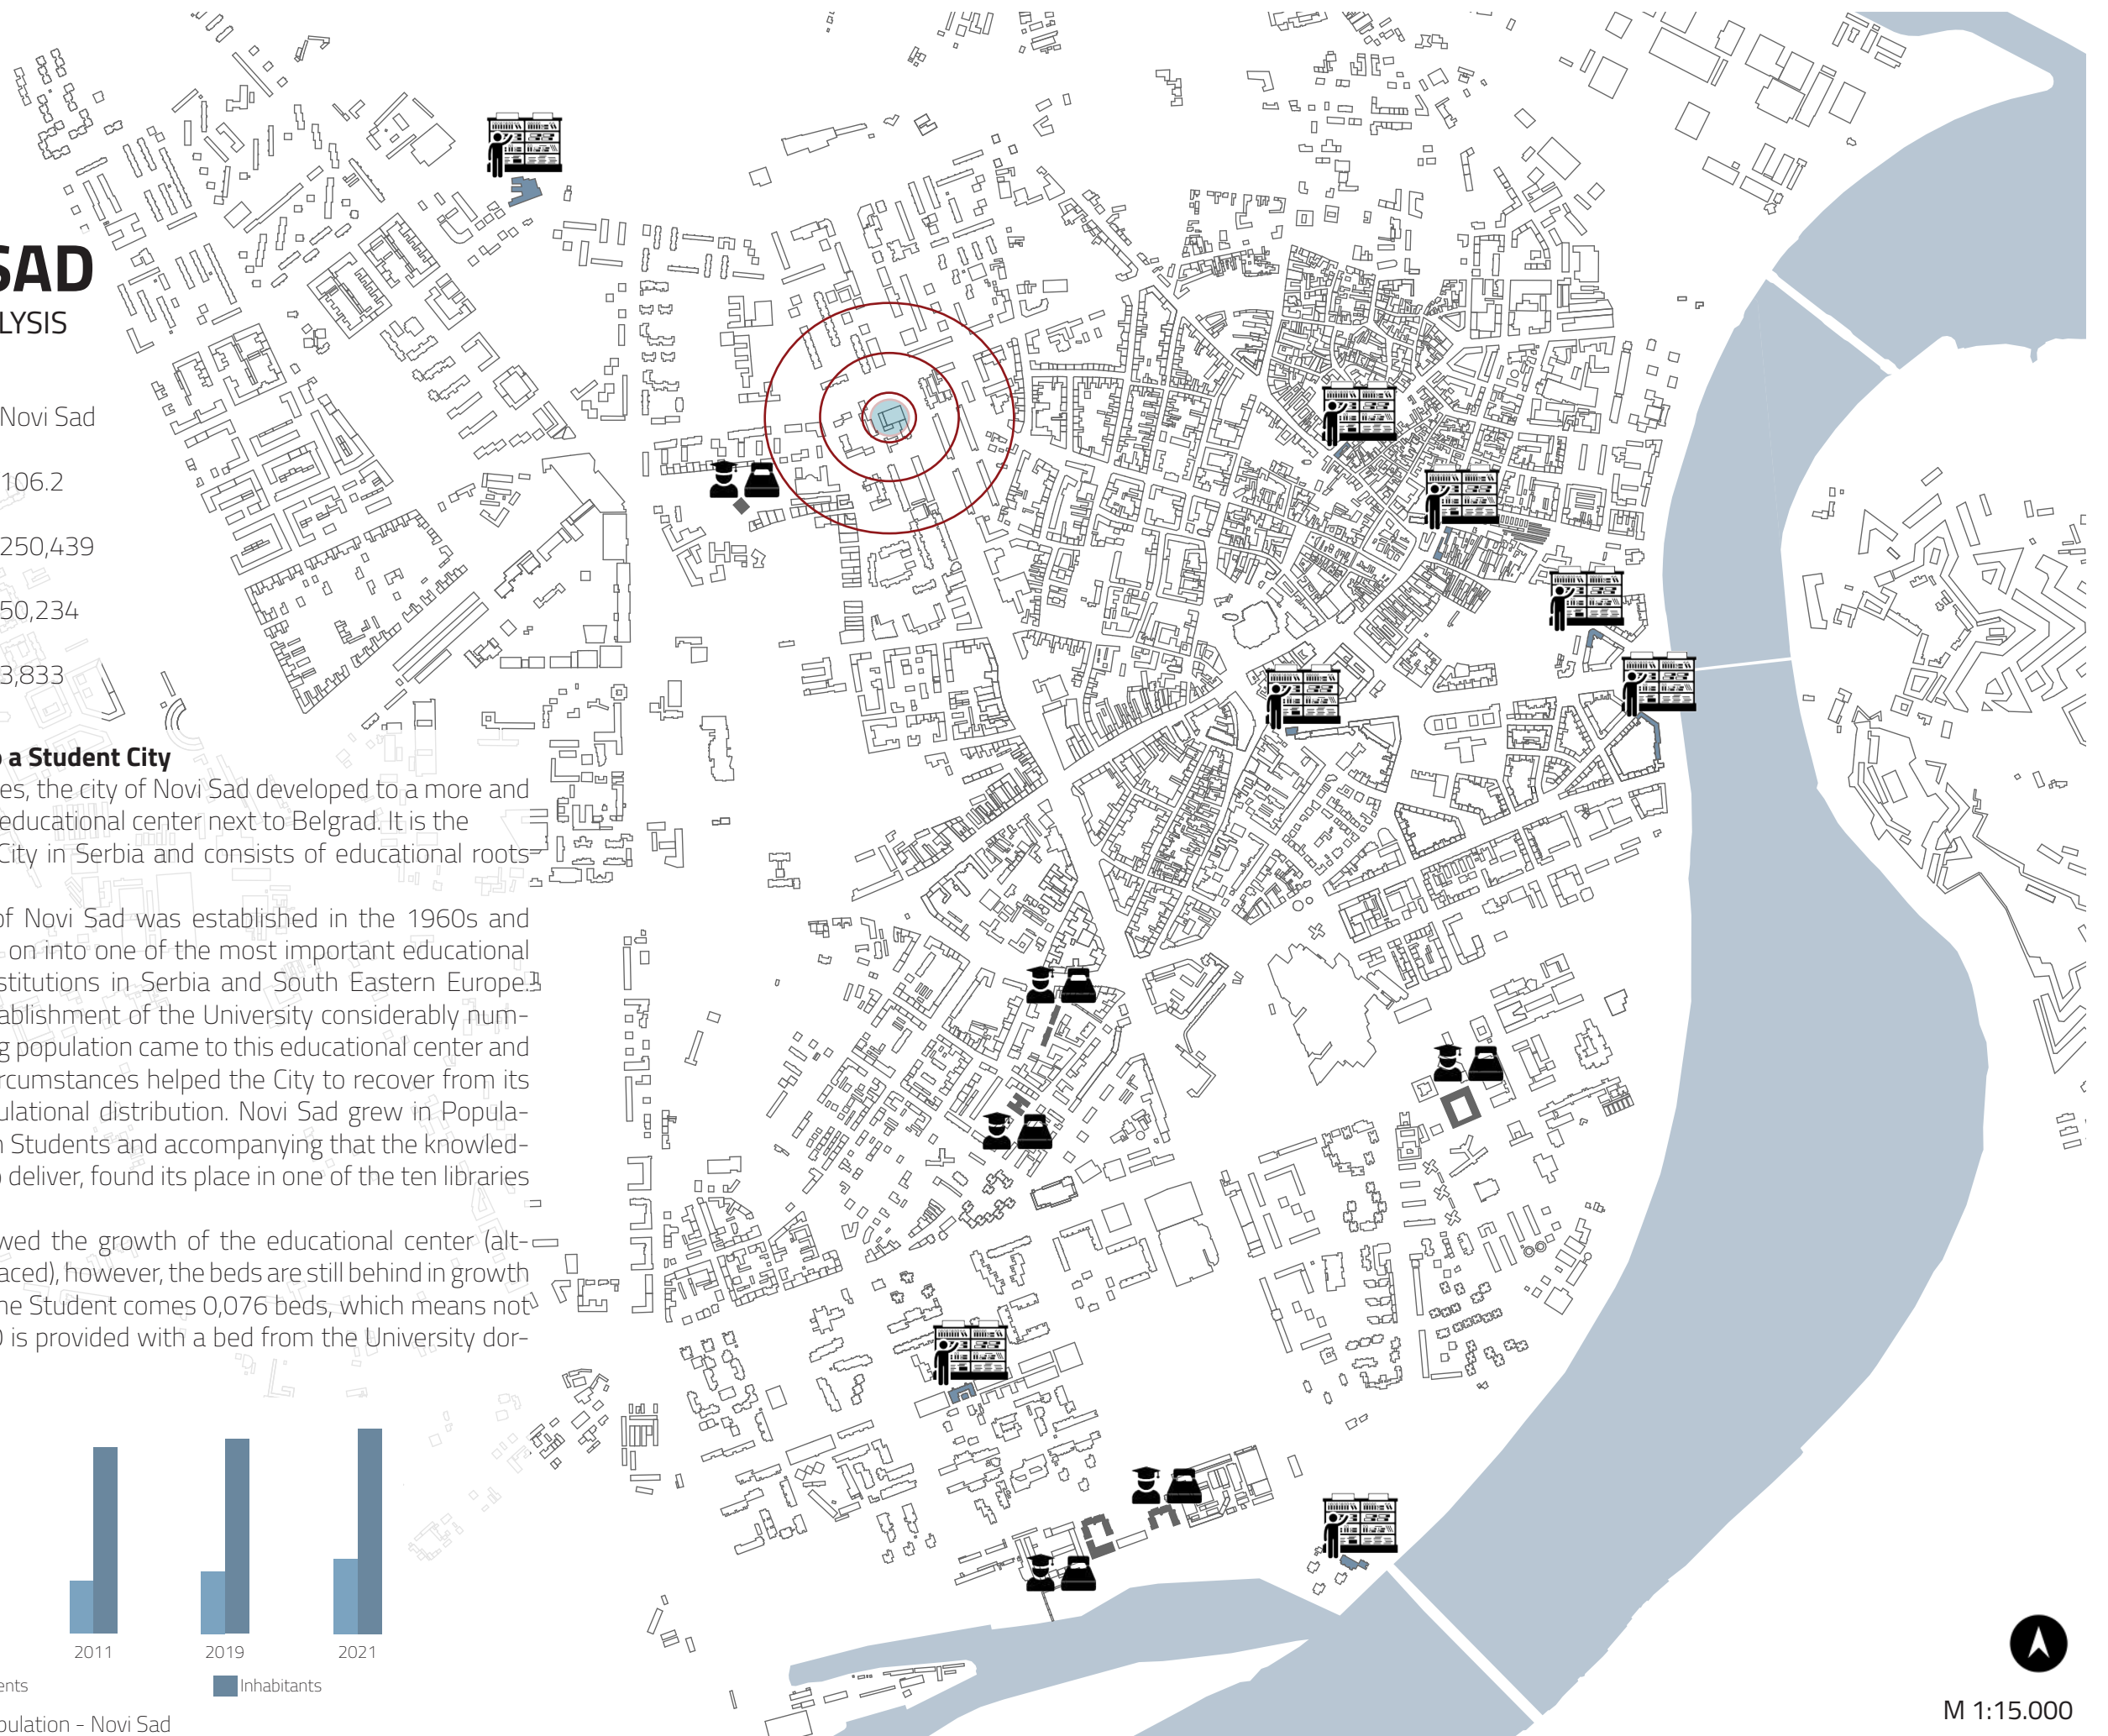 SAD
LYSIS
Novi Sad
106.2
250,439
50,234
3,833
o a Student City
es, the city of Novi Sad developed to a more and
educational center next to Belgrad. It is the
City in Serbia and consists of educational roots
of Novi Sad was established in the 1960s and
on into one of the most important educational
stitutions in Serbia and South Eastern Europe.
ablishment of the University considerably num-
g population came to this educational center and
rcumstances helped the City to recover from its
ulational distribution. Novi Sad grew in Popula-
n Students and accompanying that the knowled-
o deliver, found its place in one of the ten libraries
wed the growth of the educational center (alt-
aced), however, the beds are still behind in growth
ne Student comes 0,076 beds, which means not
0 is provided with a bed from the University dor-
2011
2019
2021
ents
Inhabitants
pulation - Novi Sad
M 1:15.000